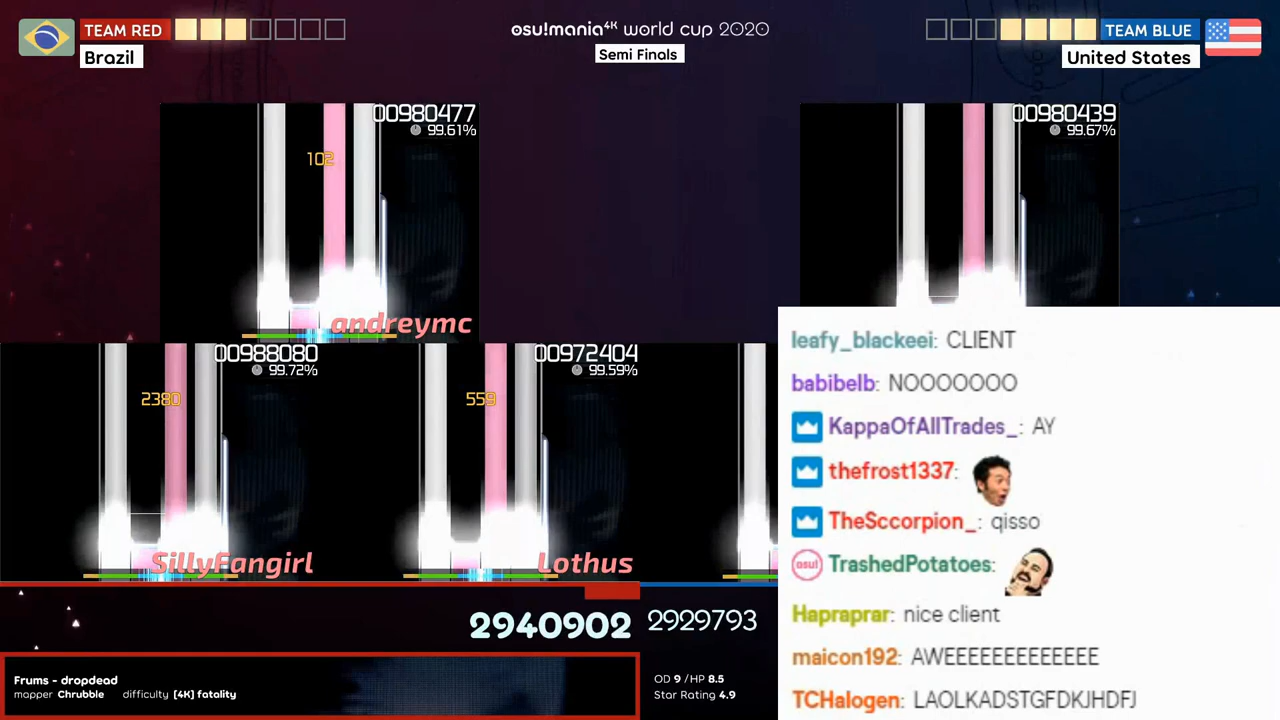 TEAM RED
Brazil
osu!mania4K world cup 2020
Semi Finals
TEAM BLUE
United States
00980477
99.61%
102
andreymc
00980439
99.67%
00988080
99.72%
2380
SillyFangirl
00972404
99.59%
559
Lothus
2940902
2929793
Frums - dropdead
mapper Chrubble difficulty [4K] fatality
OD 9 / HP 8.5
Star Rating 4.9
leafy_blackeei: CLIENT
babibelb: NOOOOOOO
KappaOfAllTrades_: AY
thefrost1337:
TheSccorpion_: qisso
osu! TrashedPotatoes:
Hapraprar: nice client
maicon192: AWEEEEEEEEEEEEE
TCHalogen: LAOLKADSTGFDKJHDFJ